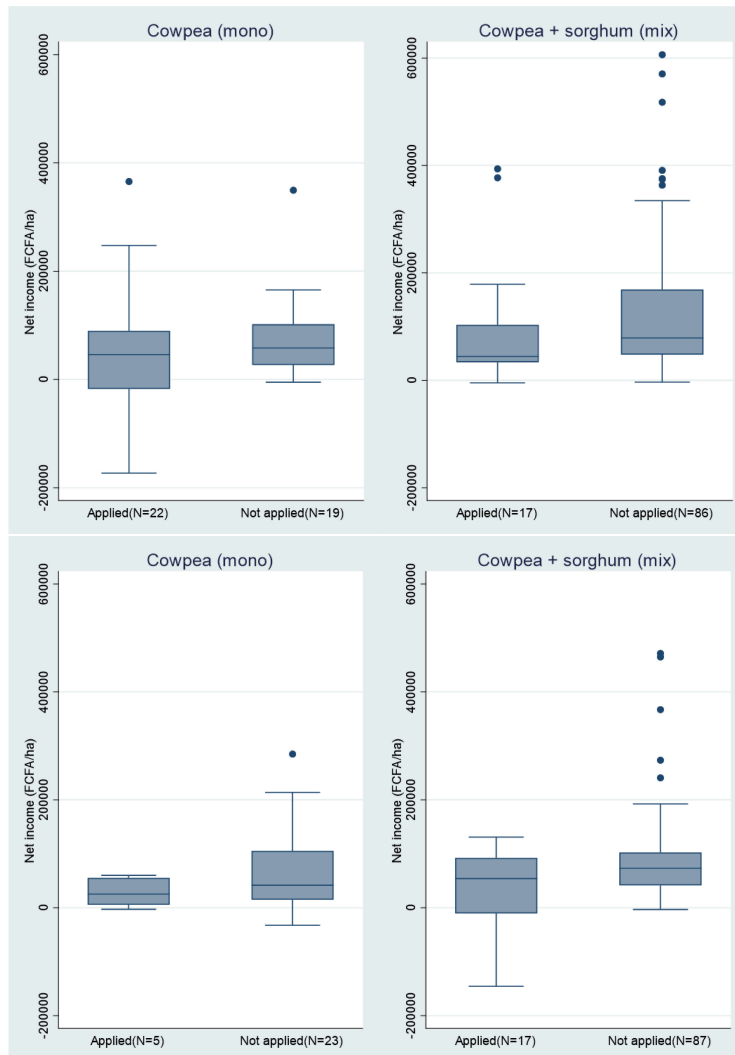 Cowpea (mono)
Net income (FCFA/ha)
600000
400000
200000
0
-200000
Applied(N=22) Not applied(N=19)
Cowpea + sorghum (mix)
Net income (FCFA/ha)
600000
400000
200000
0
-200000
Applied(N=17) Not applied(N=86)
Cowpea (mono)
Net income (FCFA/ha)
600000
400000
200000
0
-200000
Applied(N=5) Not applied(N=23)
Cowpea + sorghum (mix)
Net income (FCFA/ha)
600000
400000
200000
0
-200000
Applied(N=17) Not applied(N=87)